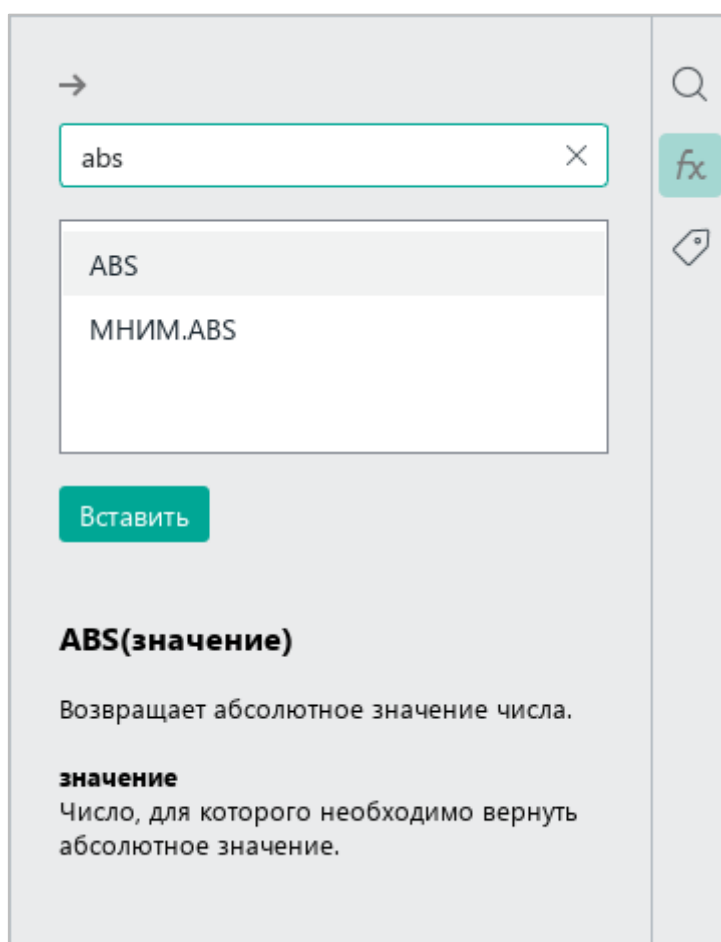 abs
ABS
МНИМ.ABS
Вставить
ABS(значение)
Возвращает абсолютное значение числа.
значение
Число, для которого необходимо вернуть
абсолютное значение.
fx